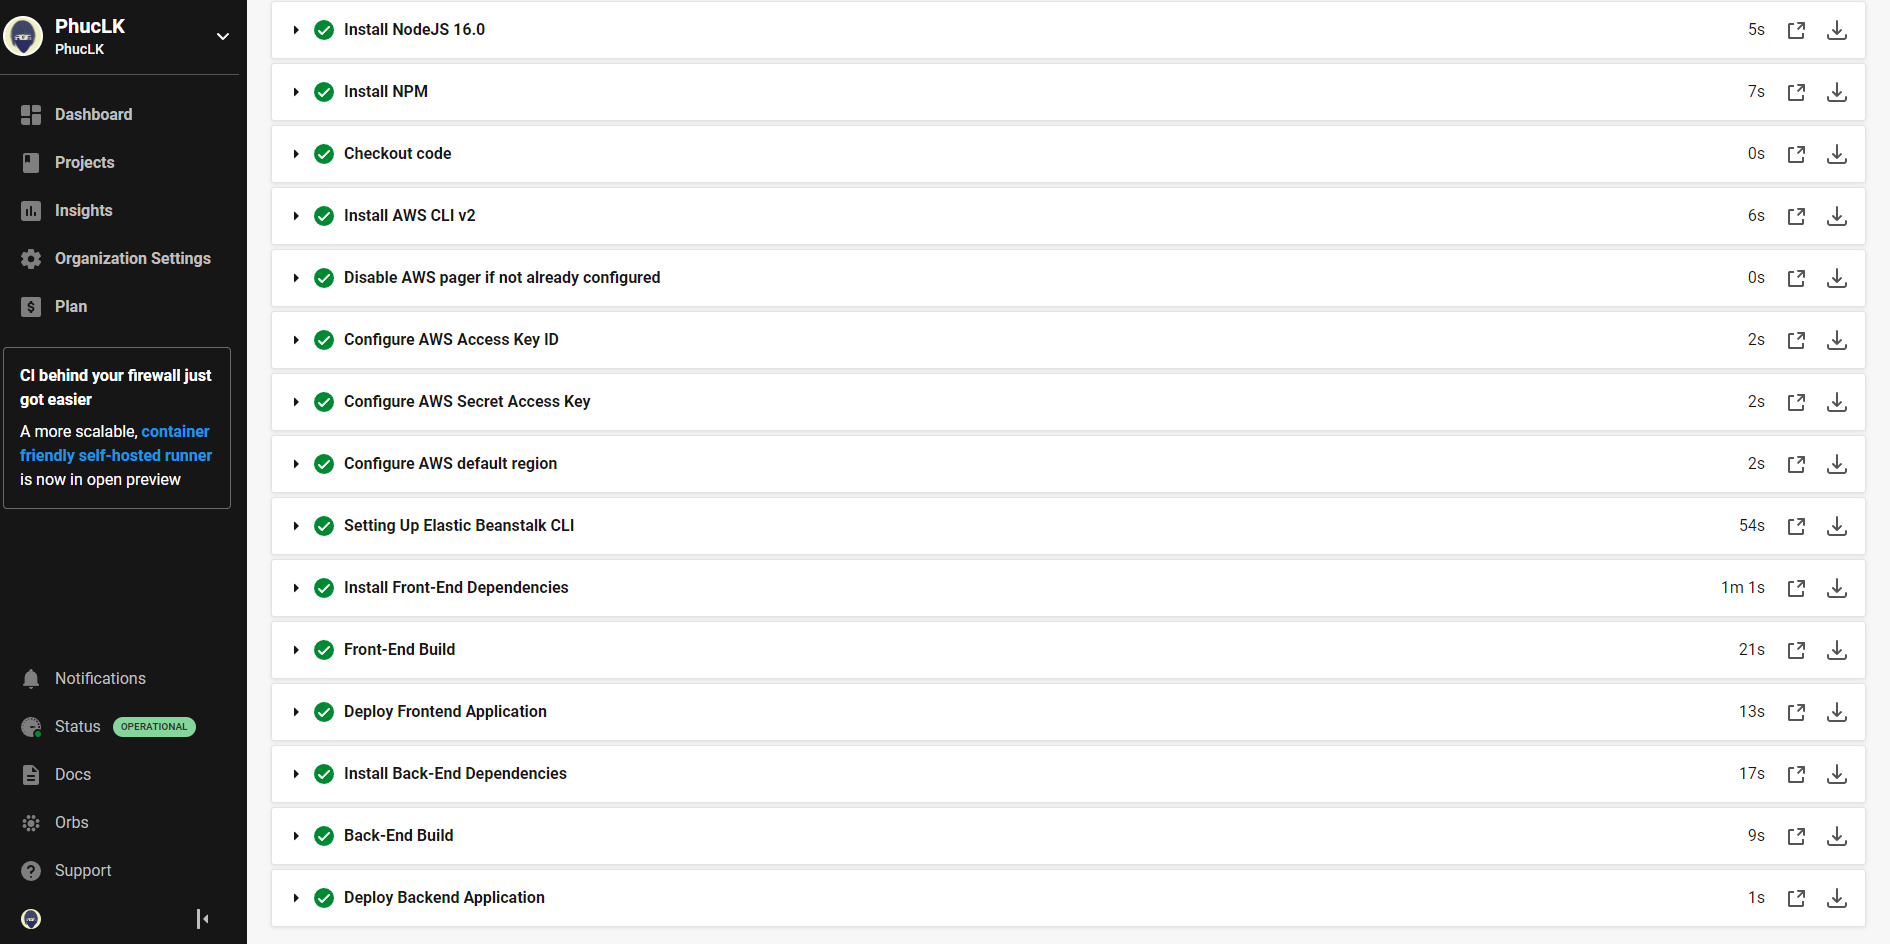 PhucLK
PhucLK
Dashboard
Projects
Insights
Organization Settings
Plan
CI behind your firewall just
got easier
A more scalable, container
friendly self-hosted runner
is now in open preview
Notifications
Status OPERATIONAL
Docs
Orbs
Support
Install NodeJS 16.0 5s
Install NPM 7s
Checkout code 0s
Install AWS CLI v2 6s
Disable AWS pager if not already configured 0s
Configure AWS Access Key ID 2s
Configure AWS Secret Access Key 2s
Configure AWS default region 2s
Setting Up Elastic Beanstalk CLI 54s
Install Front-End Dependencies 1m 1s
Front-End Build 21s
Deploy Frontend Application 13s
Install Back-End Dependencies 17s
Back-End Build 9s
Deploy Backend Application 1s